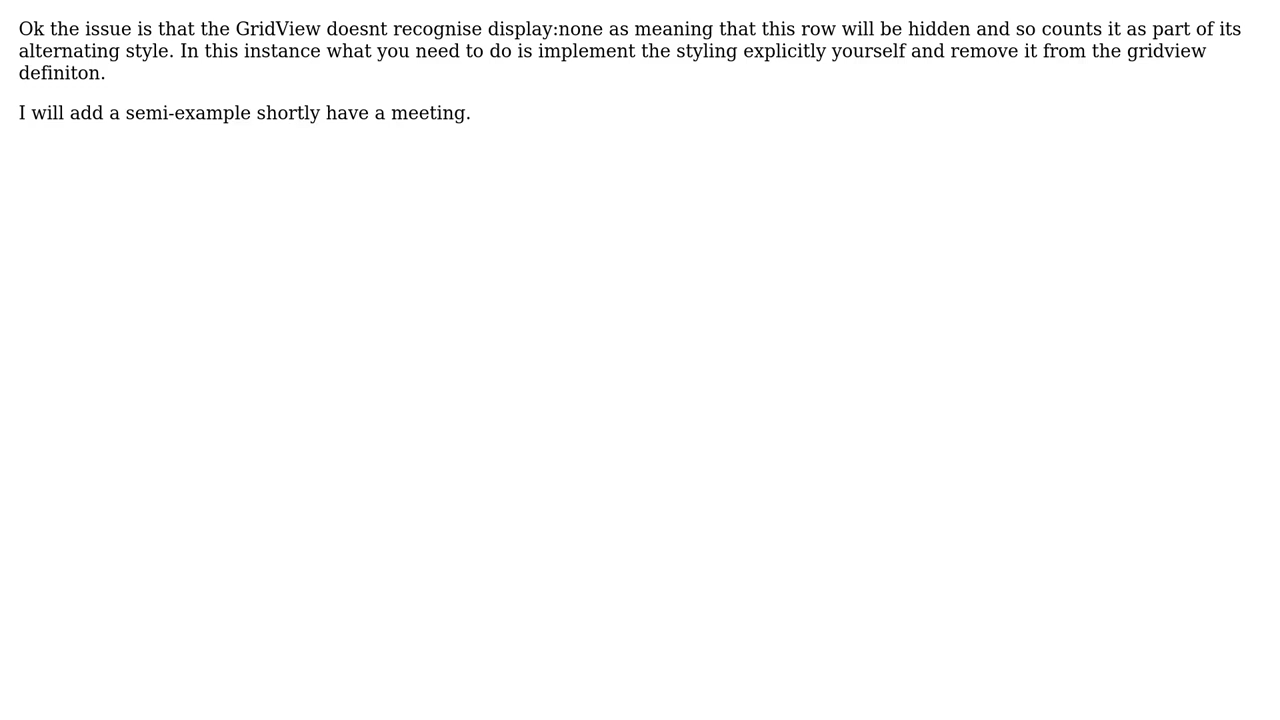 Ok the issue is that the GridView doesnt recognise display:none as meaning that this row will be hidden and so counts it as part of its
alternating style. In this instance what you need to do is implement the styling explicitly yourself and remove it from the gridview
definiton.
I will add a semi-example shortly have a meeting.